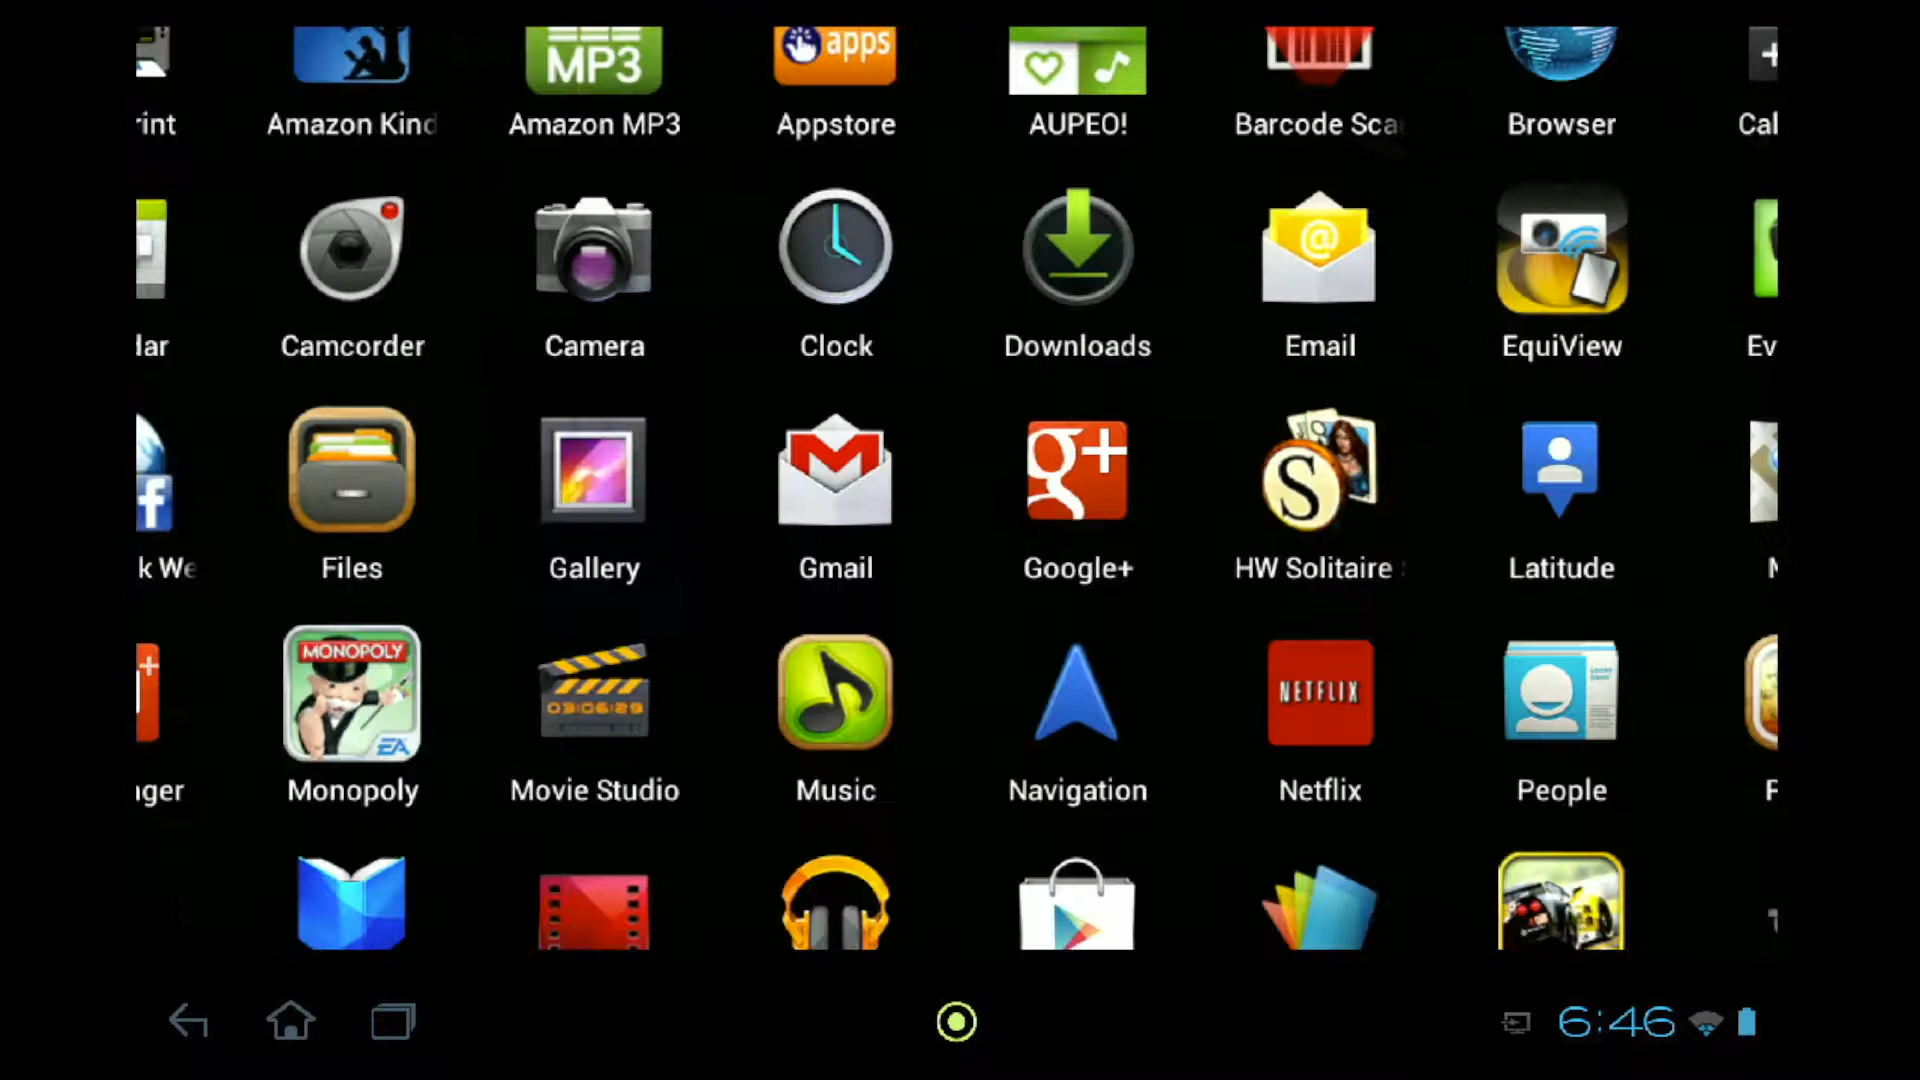 MP3
apps
rint
Amazon Kind
Amazon MP3
Appstore
AUPEO!
Barcode Sca
Browser
Cal
@
dar
Camcorder
Camera
Clock
Downloads
Email
EquiView
Ev
f
g+
S
k We
Files
Gallery
Gmail
Google+
HW Solitaire
Latitude
MONOPOLY
EA
03:06:29
NETFLIX
ager
Monopoly
Movie Studio
Music
Navigation
Netflix
People
6:46